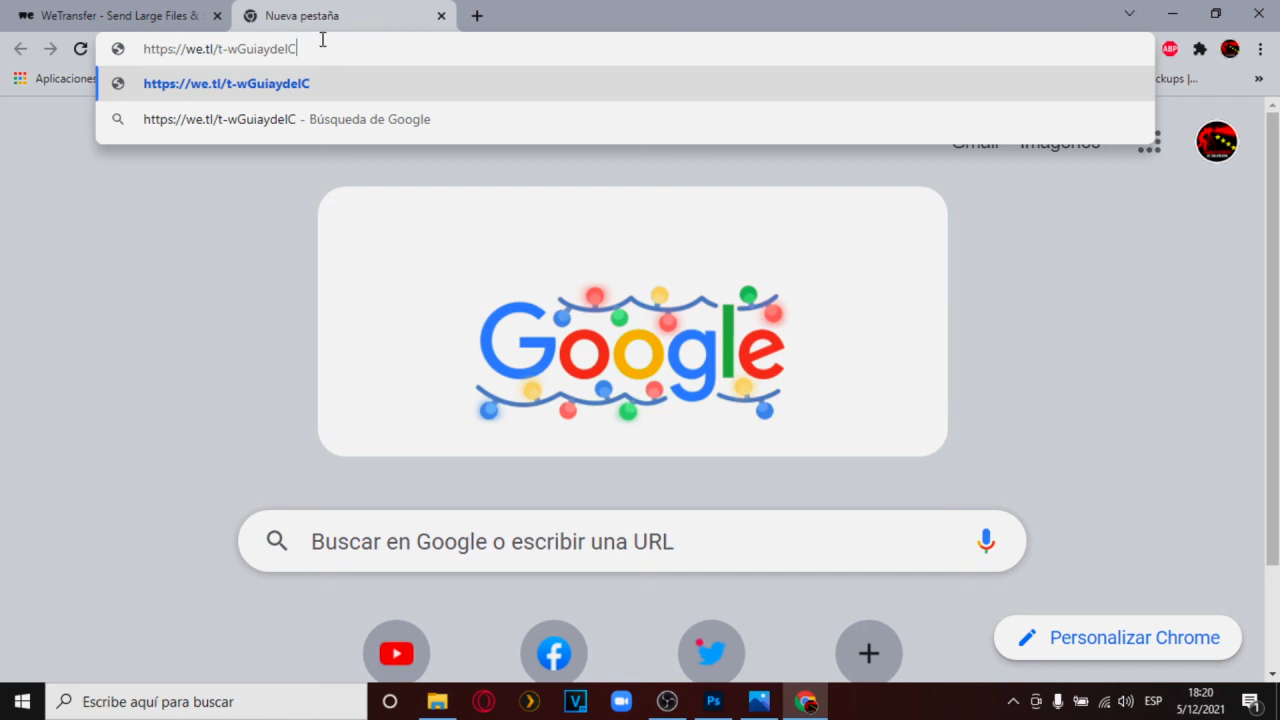 WeTransfer - Send Large Files &
Nueva pestaña
https://we.tl/t-wGuiaydelC
Aplicaciones
ckups |...
»
https://we.tl/t-wGuiaydelC
https://we.tl/t-wGuiaydelC - Búsqueda de Google
Gmail
Imágenes
Google
Buscar en Google o escribir una URL
Personalizar Chrome
Escribe aquí para buscar
ESP
18:20
5/12/2021